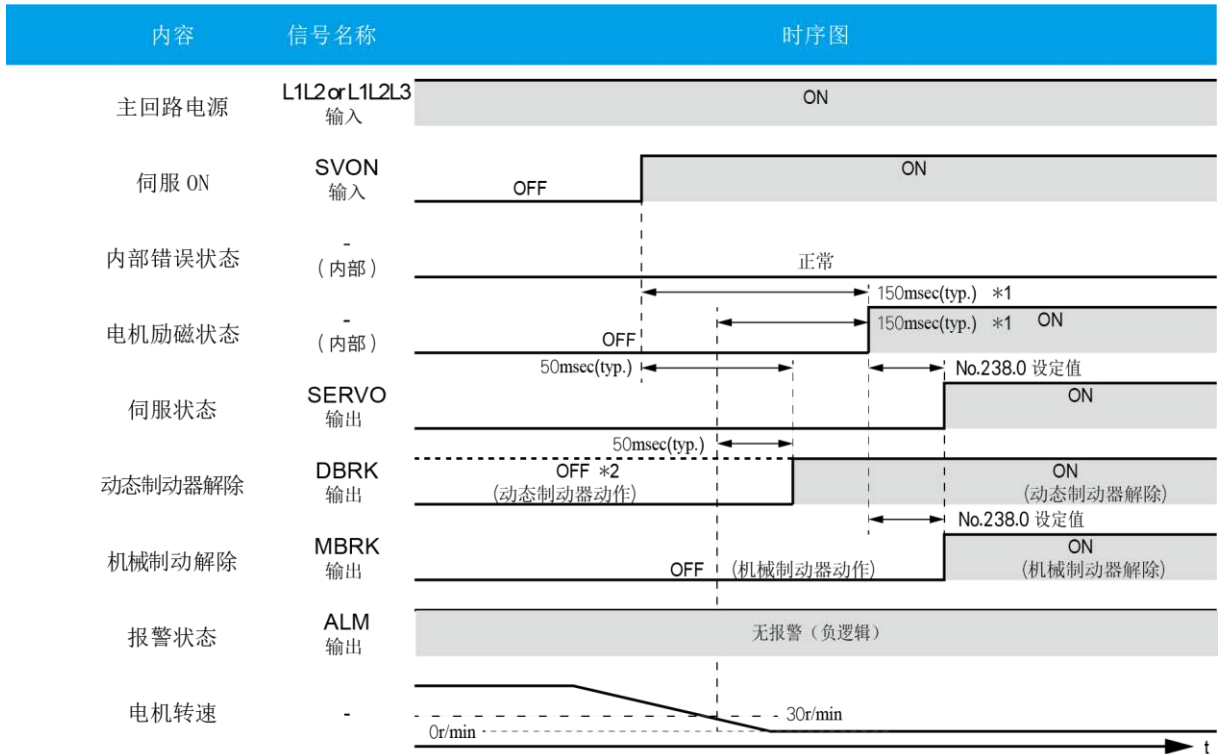 内容 信号名称 时序图
主回路电源 L1L2 or L1L2L3 ON
输入
伺服 ON SVON ON
输入 OFF
内部错误状态 -
（内部） 正常
150msec(typ.) *1
电机励磁状态 - 150msec(typ.) *1 ON
（内部） OFF
50msec(typ.) No.238.0 设定值
伺服状态 SERVO ON
输出
50msec(typ.)
动态制动器解除 DBRK OFF *2 ON
输出 (动态制动器动作) (动态制动器解除)
No.238.0 设定值
机械制动解除 MBRK ON
输出 OFF (机械制动器动作) (机械制动器解除)
报警状态 ALM 无报警（负逻辑）
输出
电机转速 - 30r/min
0r/min
t